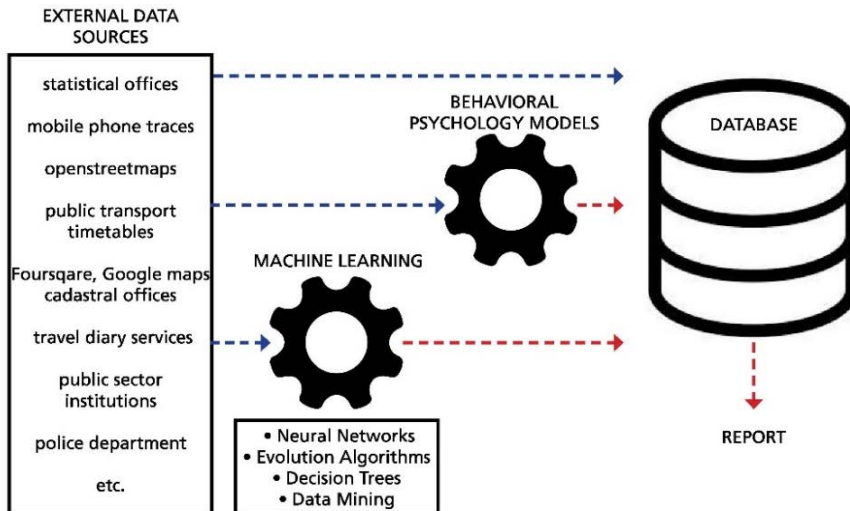 EXTERNAL DATA
SOURCES
statistical offices
mobile phone traces
openstreetmaps
public transport
timetables
Foursqare, Google maps
cadastral offices
travel diary services
public sector
institutions
police department
etc.
BEHAVIORAL
PSYCHOLOGY MODELS
MACHINE LEARNING
• Neural Networks
• Evolution Algorithms
• Decision Trees
• Data Mining
DATABASE
REPORT